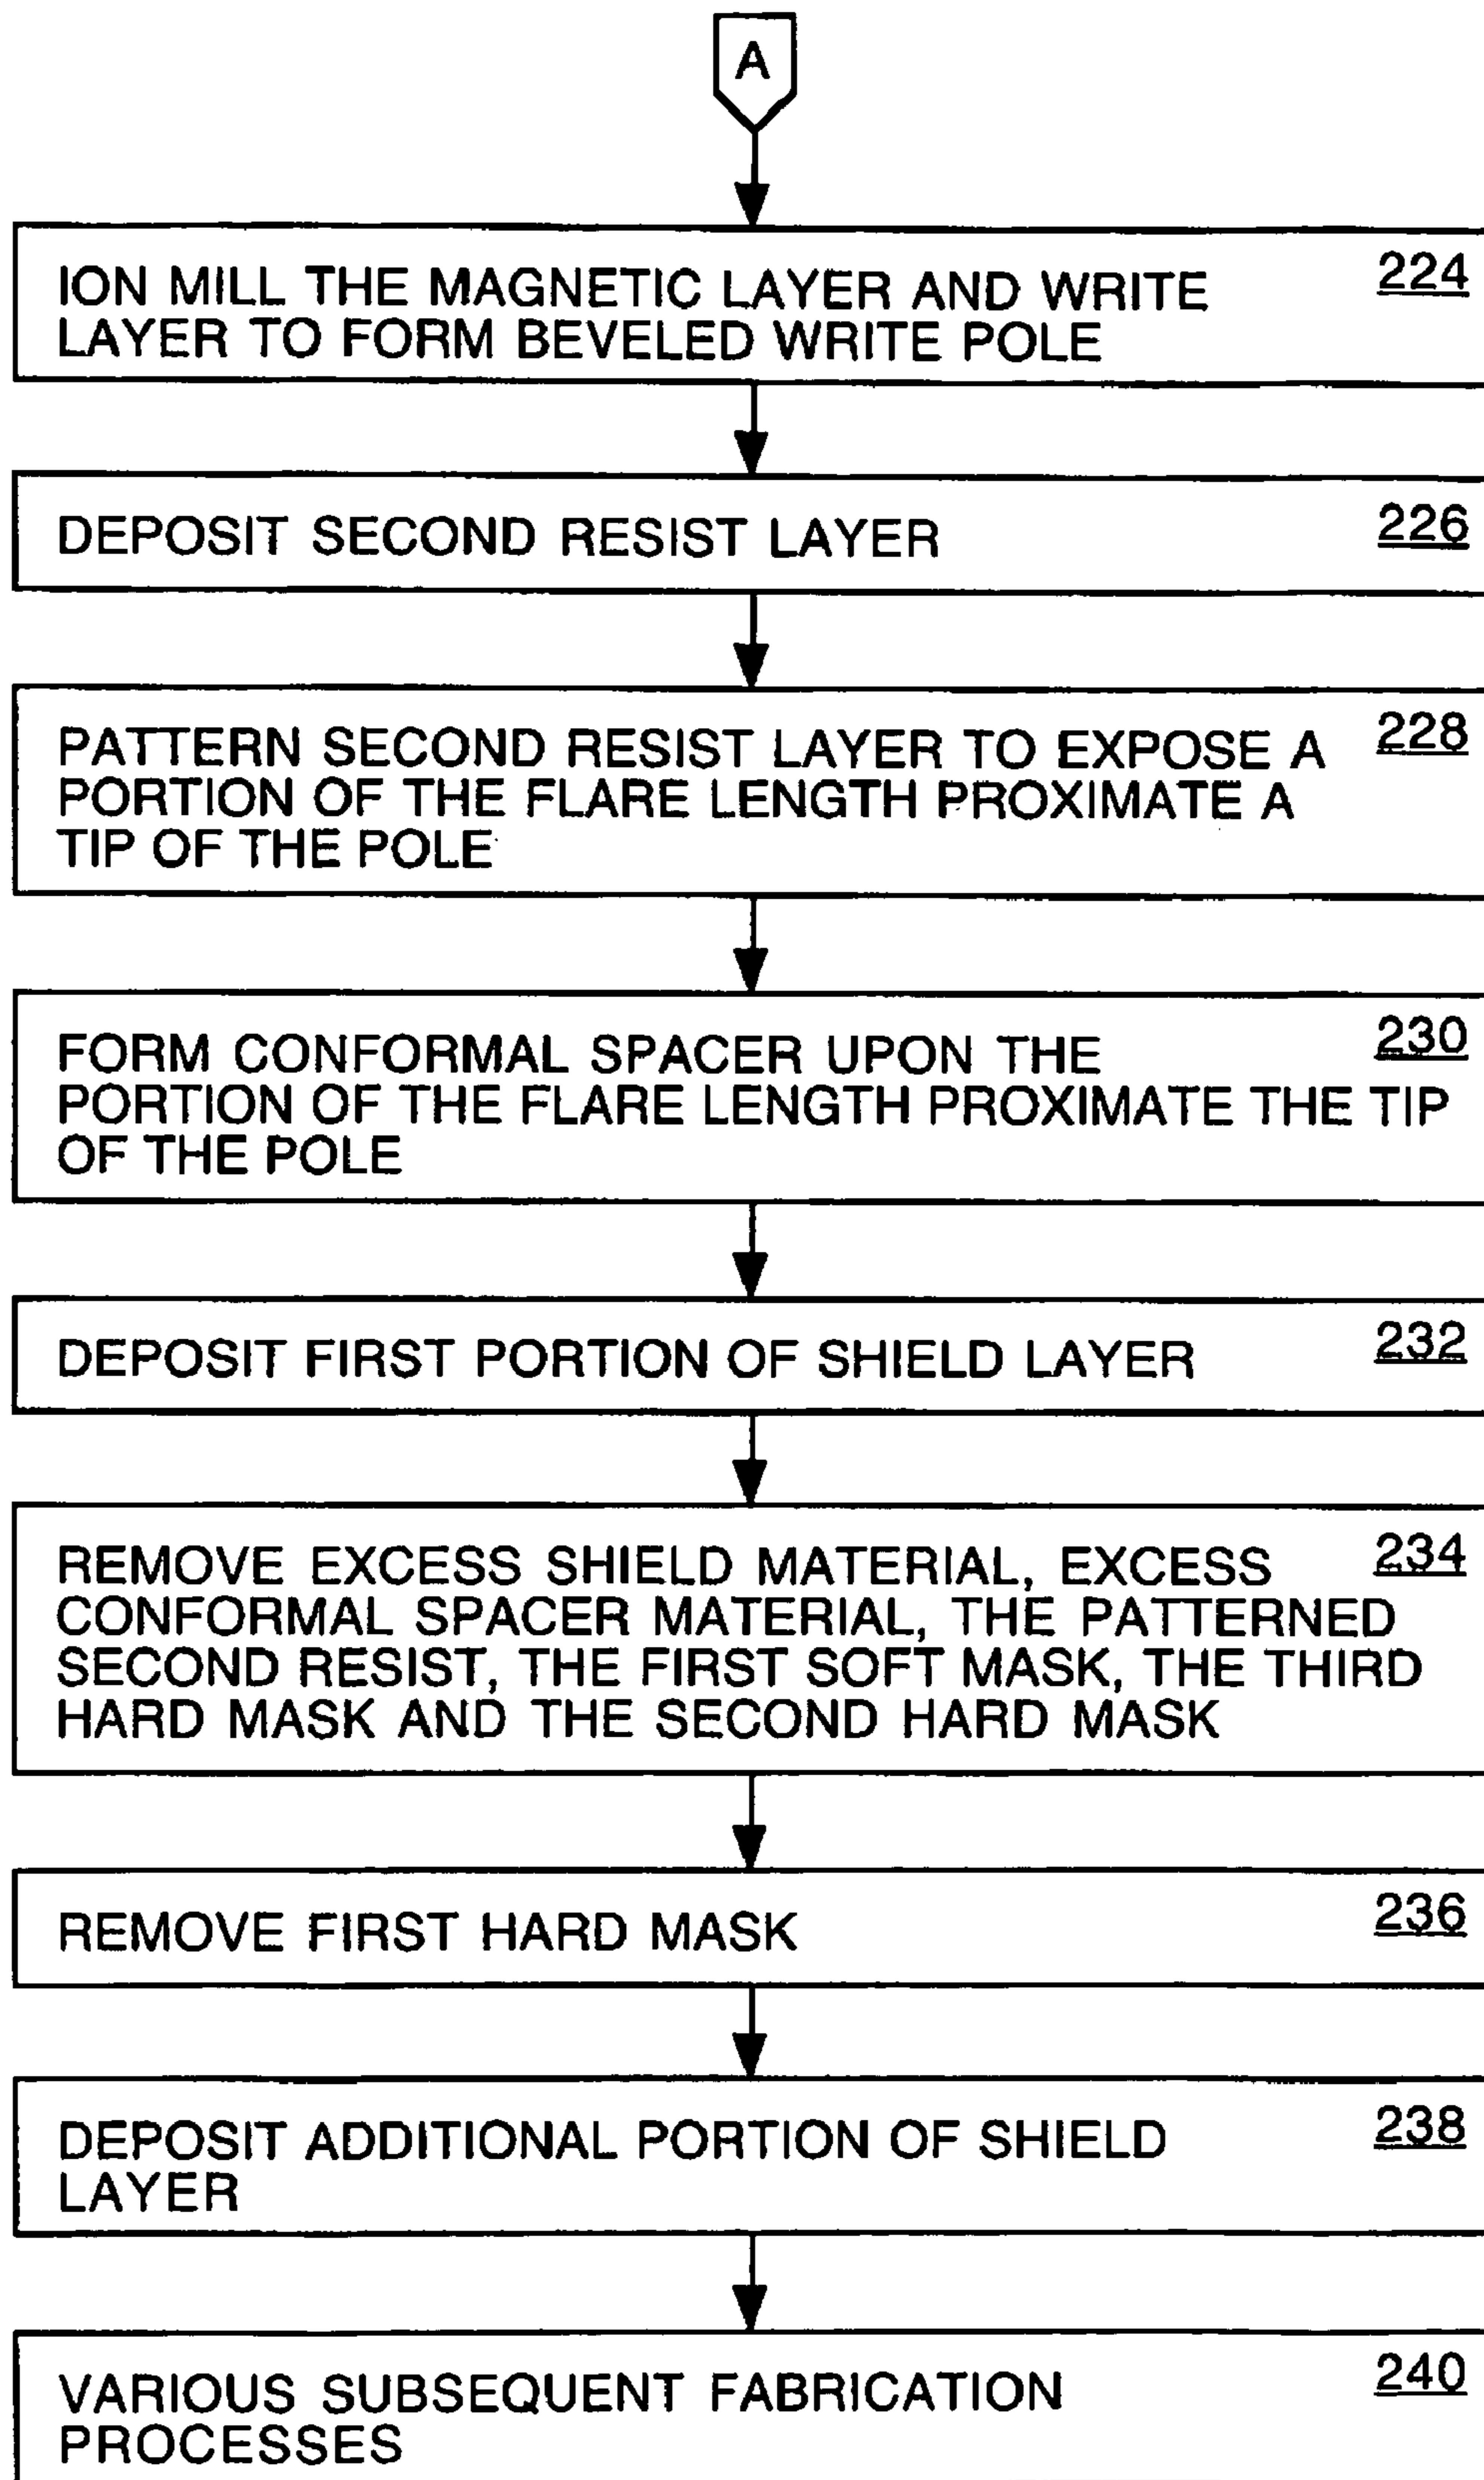 A
ION MILL THE MAGNETIC LAYER AND WRITE
LAYER TO FORM BEVELED WRITE POLE
224
DEPOSIT SECOND RESIST LAYER
226
PATTERN SECOND RESIST LAYER TO EXPOSE A
PORTION OF THE FLARE LENGTH PROXIMATE A
TIP OF THE POLE
228
FORM CONFORMAL SPACER UPON THE
PORTION OF THE FLARE LENGTH PROXIMATE THE TIP
OF THE POLE
230
DEPOSIT FIRST PORTION OF SHIELD LAYER
232
REMOVE EXCESS SHIELD MATERIAL, EXCESS
CONFORMAL SPACER MATERIAL, THE PATTERNED
SECOND RESIST, THE FIRST SOFT MASK, THE THIRD
HARD MASK AND THE SECOND HARD MASK
234
REMOVE FIRST HARD MASK
236
DEPOSIT ADDITIONAL PORTION OF SHIELD
LAYER
238
VARIOUS SUBSEQUENT FABRICATION
PROCESSES
240